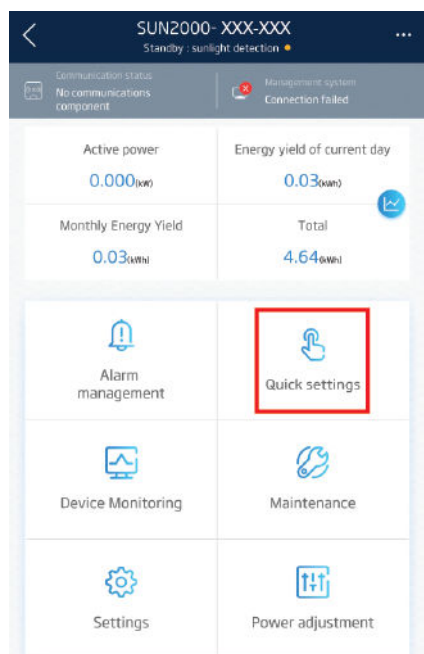 SUN2000- XXX-XXX
Standby : sunlight detection
...
Communication status
No communications
component
Management system
Connection failed
Active power
0.000(kW)
Energy yield of current day
0.03(kWh)
Monthly Energy Yield
0.03(kWh)
Total
4.64(kWh)
Alarm
management
Quick settings
Device Monitoring
Maintenance
Settings
Power adjustment